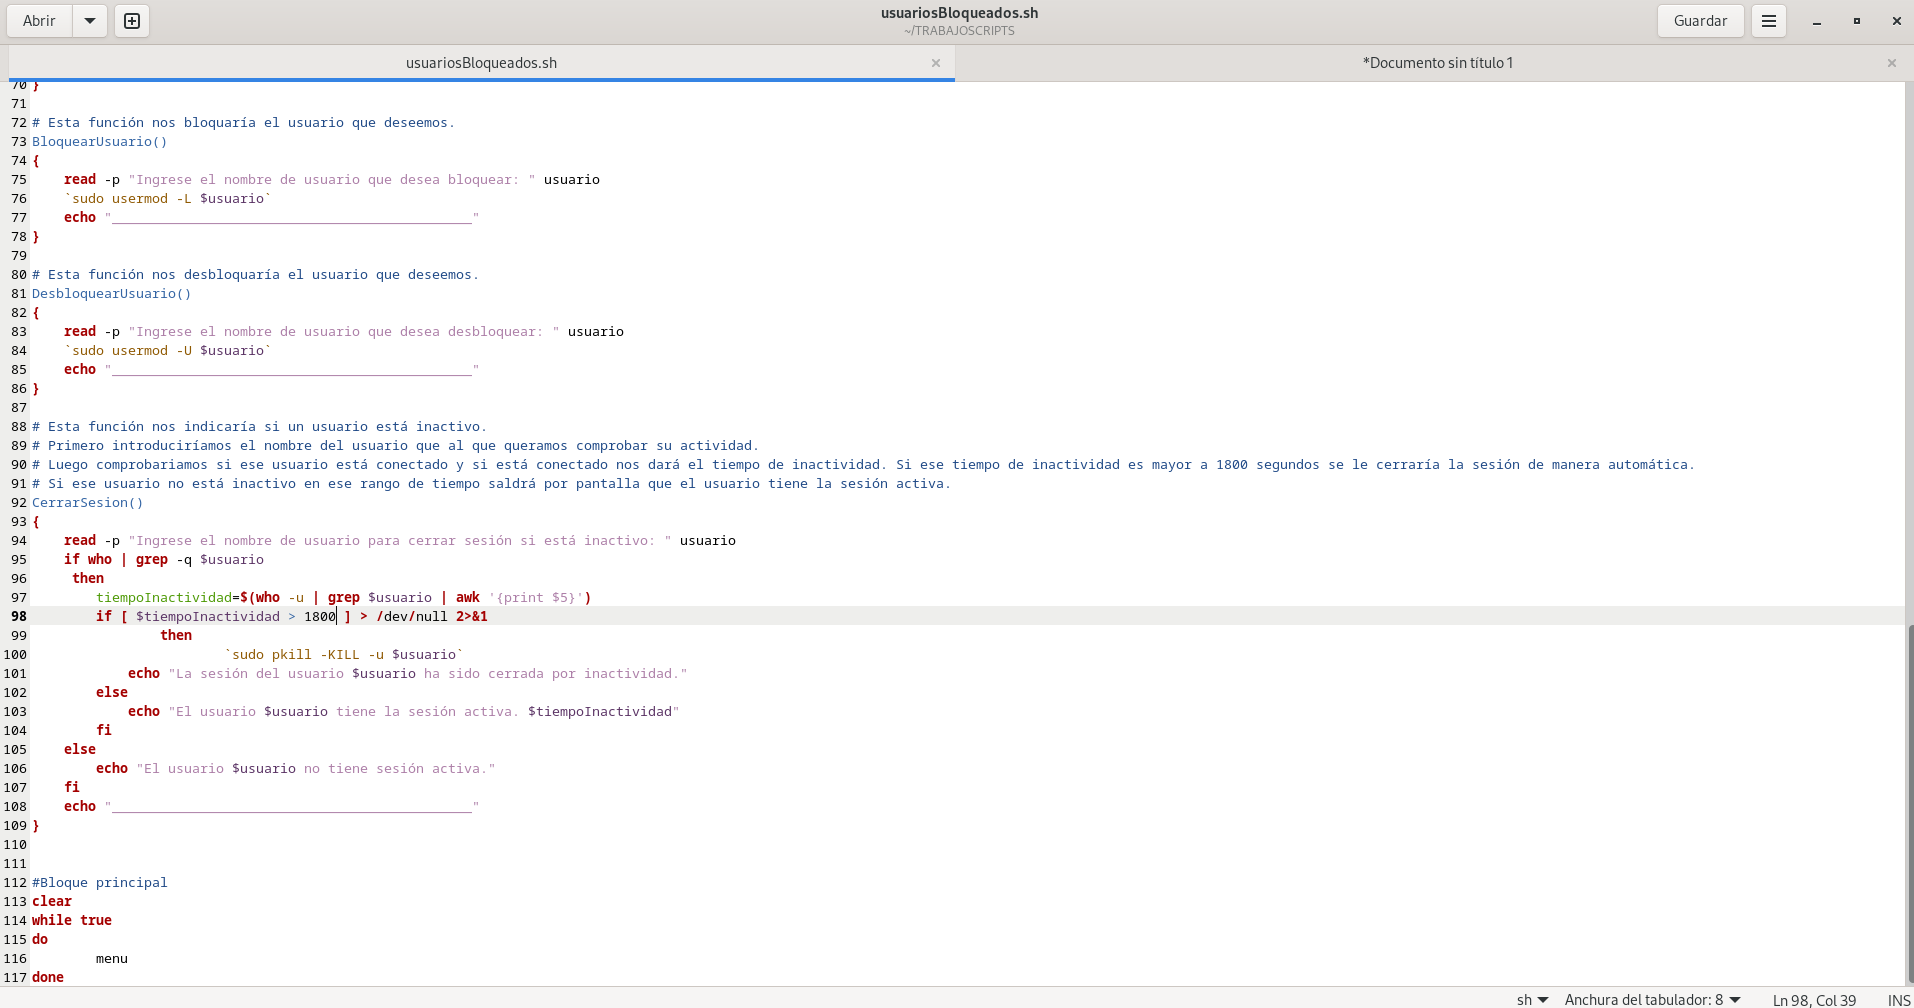 Abrir
usuariosBloqueados.sh
~/TRABAJOSCRIPTS
Guardar
usuariosBloqueados.sh
*Documento sin título 1
70 }
71
72 # Esta función nos bloquaría el usuario que deseemos.
73 BloquearUsuario()
74 {
75     read -p "Ingrese el nombre de usuario que desea bloquear: " usuario
76     `sudo usermod -L $usuario`
77     echo "_____________________________________________"
78 }
79
80 # Esta función nos desbloquaría el usuario que deseemos.
81 DesbloquearUsuario()
82 {
83     read -p "Ingrese el nombre de usuario que desea desbloquear: " usuario
84     `sudo usermod -U $usuario`
85     echo "_____________________________________________"
86 }
87
88 # Esta función nos indicaría si un usuario está inactivo.
89 # Primero introduciríamos el nombre del usuario que al que queramos comprobar su actividad.
90 # Luego comprobariamos si ese usuario está conectado y si está conectado nos dará el tiempo de inactividad. Si ese tiempo de inactividad es mayor a 1800 segundos se le cerraría la sesión de manera automática.
91 # Si ese usuario no está inactivo en ese rango de tiempo saldrá por pantalla que el usuario tiene la sesión activa.
92 CerrarSesion()
93 {
94     read -p "Ingrese el nombre de usuario para cerrar sesión si está inactivo: " usuario
95     if who | grep -q $usuario
96      then
97         tiempoInactividad=$(who -u | grep $usuario | awk '{print $5}')
98         if [ $tiempoInactividad > 1800 ] > /dev/null 2>&1
99                 then
100                         `sudo pkill -KILL -u $usuario`
101             echo "La sesión del usuario $usuario ha sido cerrada por inactividad."
102         else
103             echo "El usuario $usuario tiene la sesión activa. $tiempoInactividad"
104         fi
105     else
106         echo "El usuario $usuario no tiene sesión activa."
107     fi
108     echo "_____________________________________________"
109 }
110
111
112 #Bloque principal
113 clear
114 while true
115 do
116         menu
117 done
sh
Anchura del tabulador: 8
Ln 98, Col 39
INS